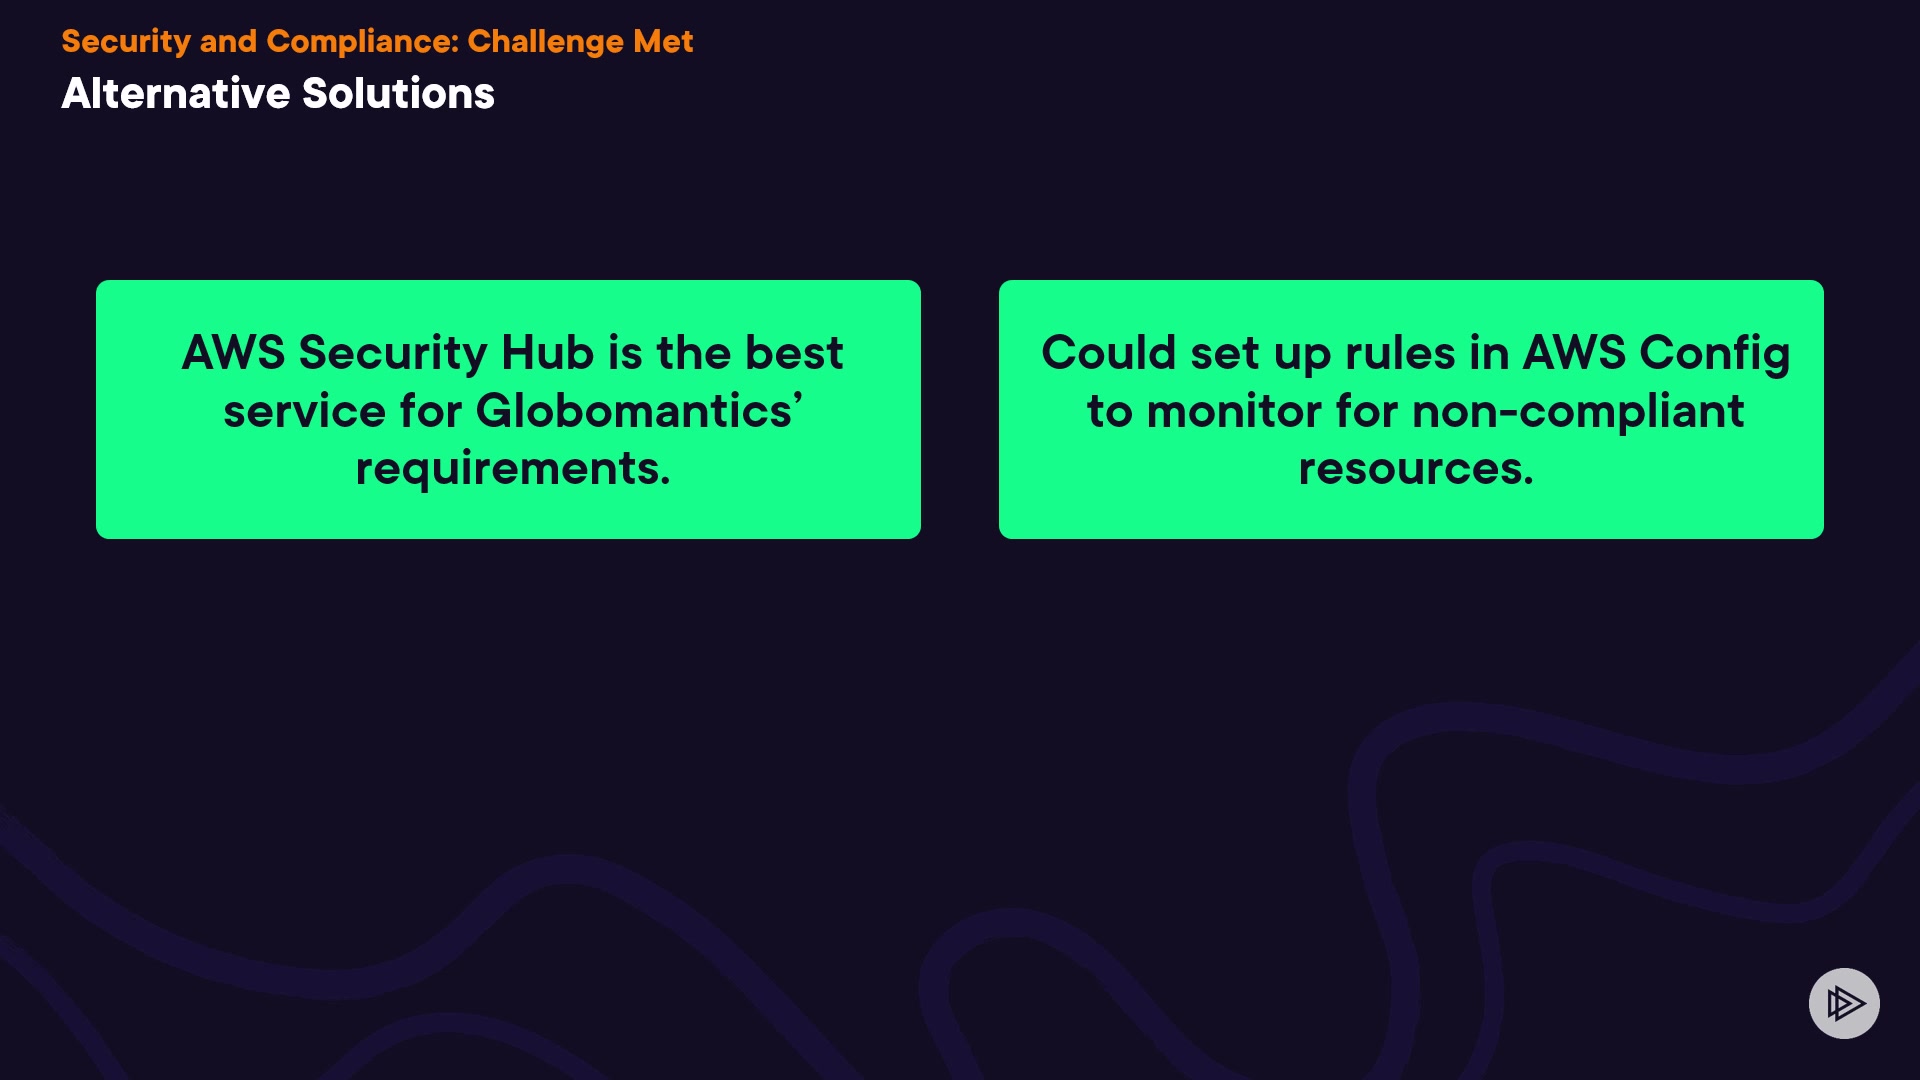 Security and Compliance: Challenge Met
Alternative Solutions
AWS Security Hub is the best
service for Globomantics’
requirements.
Could set up rules in AWS Config
to monitor for non-compliant
resources.